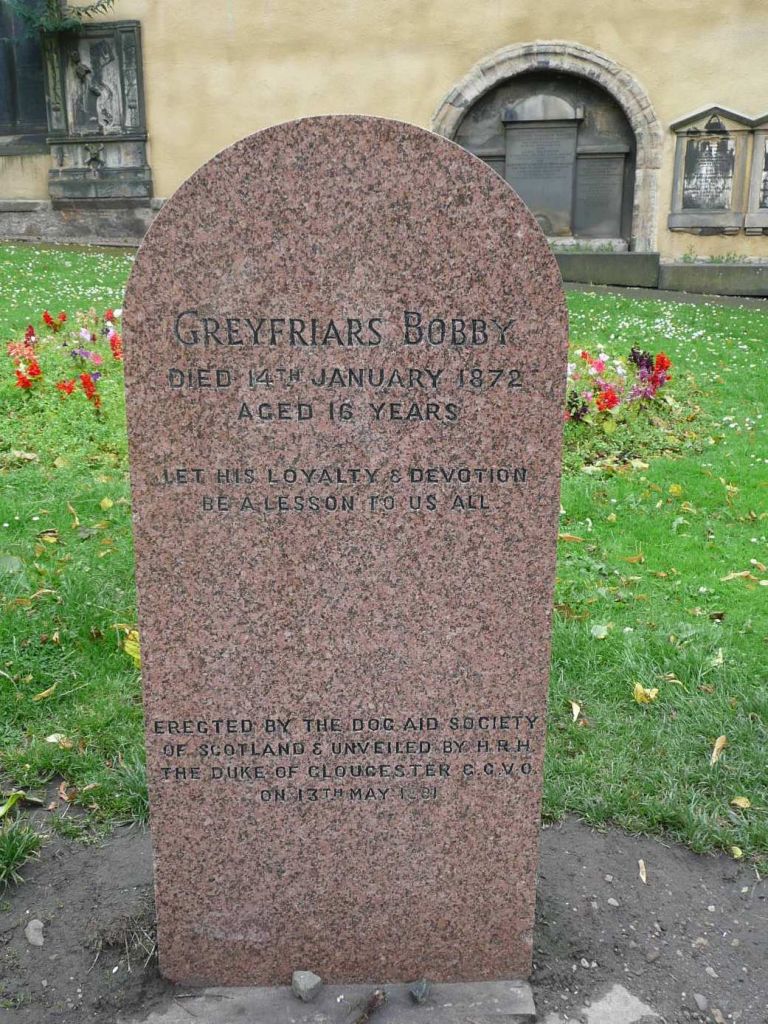 GREYFRIARS BOBBY
DIED 14TH JANUARY 1872
AGED 16 YEARS
LET HIS LOYALTY & DEVOTION
BE A LESSON TO US ALL
ERECTED BY THE DOG AID SOCIETY
OF SCOTLAND & UNVEILED BY H.R.H.
THE DUKE OF GLOUCESTER G.C.V.O.
ON 13TH MAY 1981